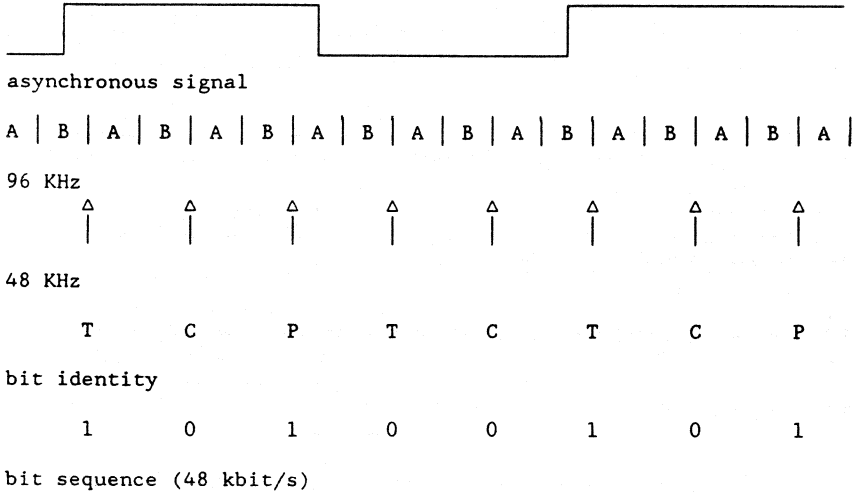 asynchronous signal
A | B | A | B | A | B | A | B | A | B | A | B | A | B | A | B | A |
96 KHz
48 KHz
T C P T C T C P
bit identity
1 0 1 0 0 1 0 1
bit sequence (48 kbit/s)